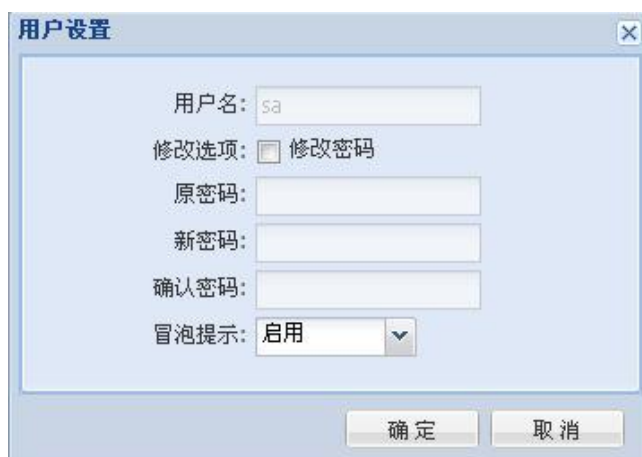 用户设置
用户名: sa
修改选项: 修改密码
原密码:
新密码:
确认密码:
冒泡提示: 启用
确定 取消